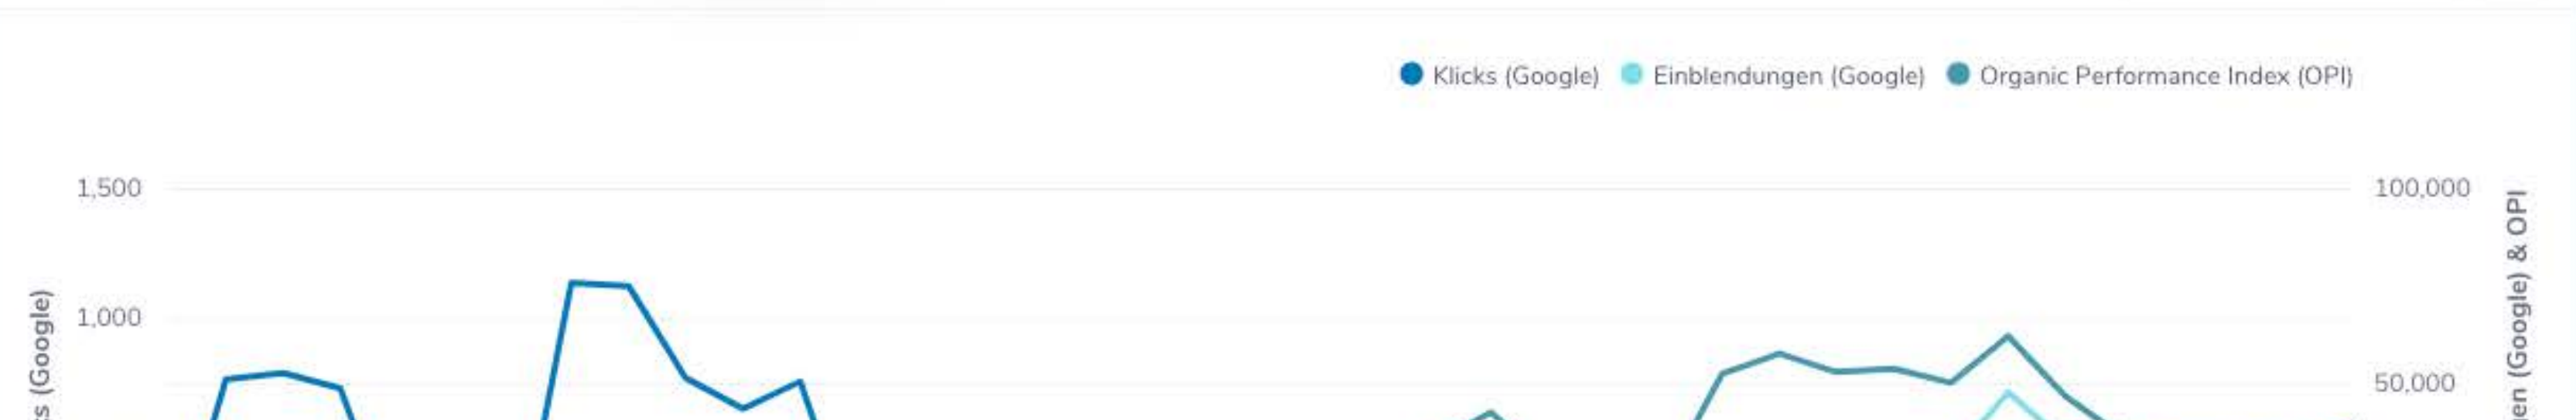 Klicks (Google) Einblendungen (Google) Organic Performance Index (OPI)
1,500
100,000
1,000
50,000
(Google)
(Google) & OPI